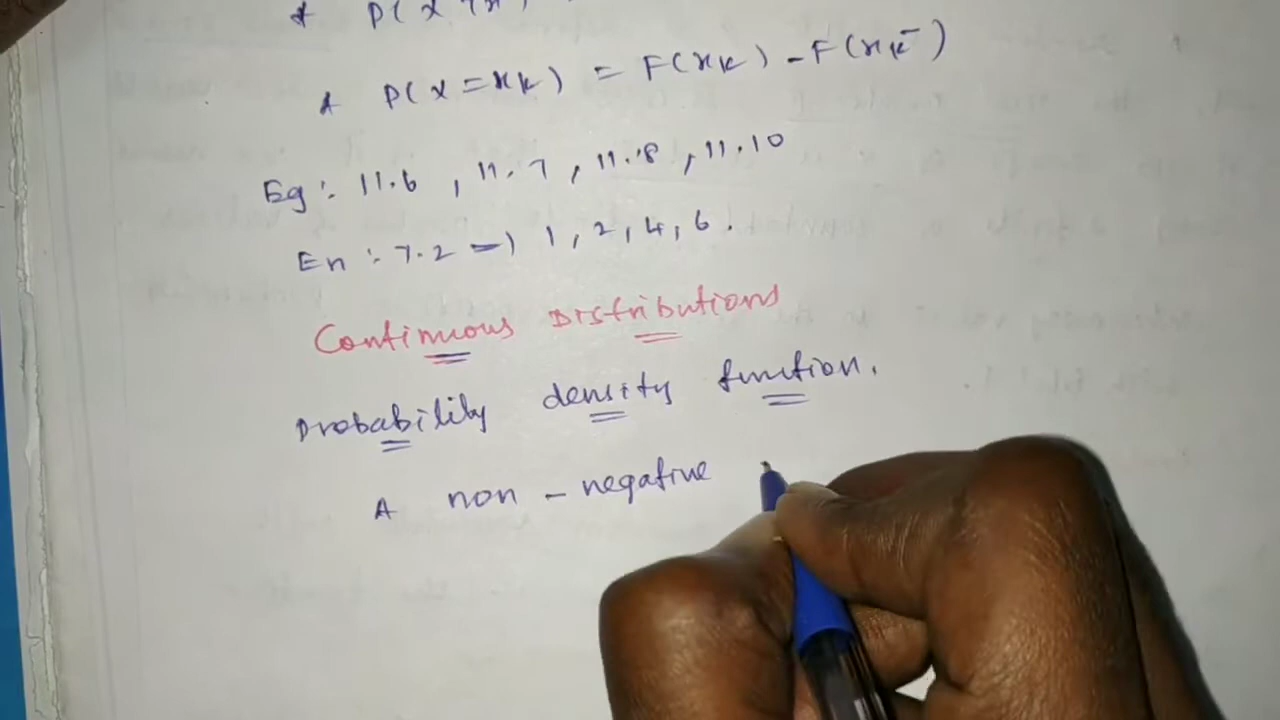 * P(X
* P(X=xk) = F(xk) - F(xk⁻)
Eg :- 11.6 , 11.7 , 11.8 , 11.10
En :- 7.2 → 1 , 2 , 4 , 6 .
Continuous Distributions
Probability density function.
A non - negative